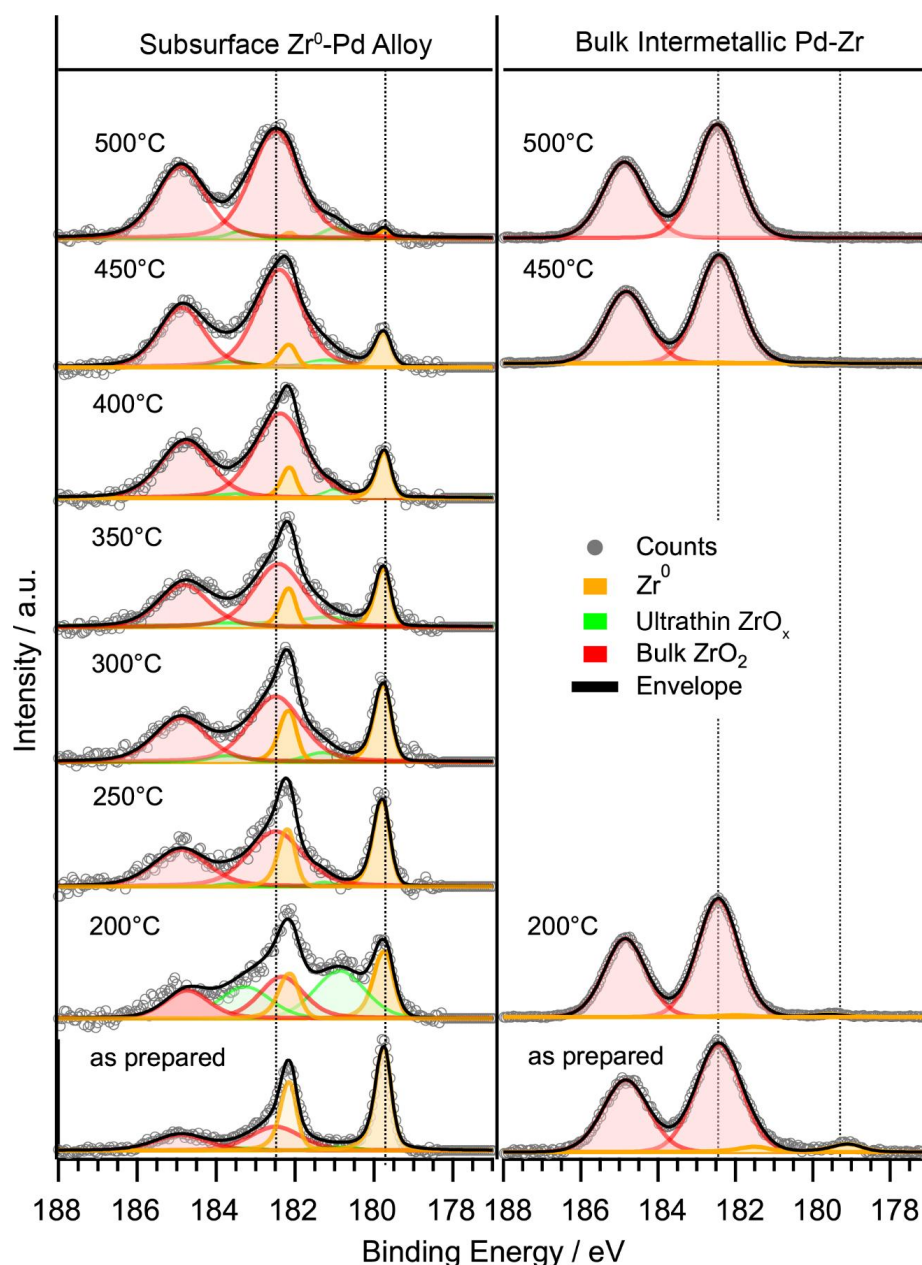 Subsurface Zr⁰-Pd Alloy
Bulk Intermetallic Pd-Zr
500°C
450°C
400°C
350°C
300°C
250°C
200°C
as prepared
500°C
450°C
Counts
Zr⁰
Ultrathin ZrOₓ
Bulk ZrO₂
Envelope
200°C
as prepared
Intensity / a.u.
188 186 184 182 180 188 186 184 182 180 178
Binding Energy / eV